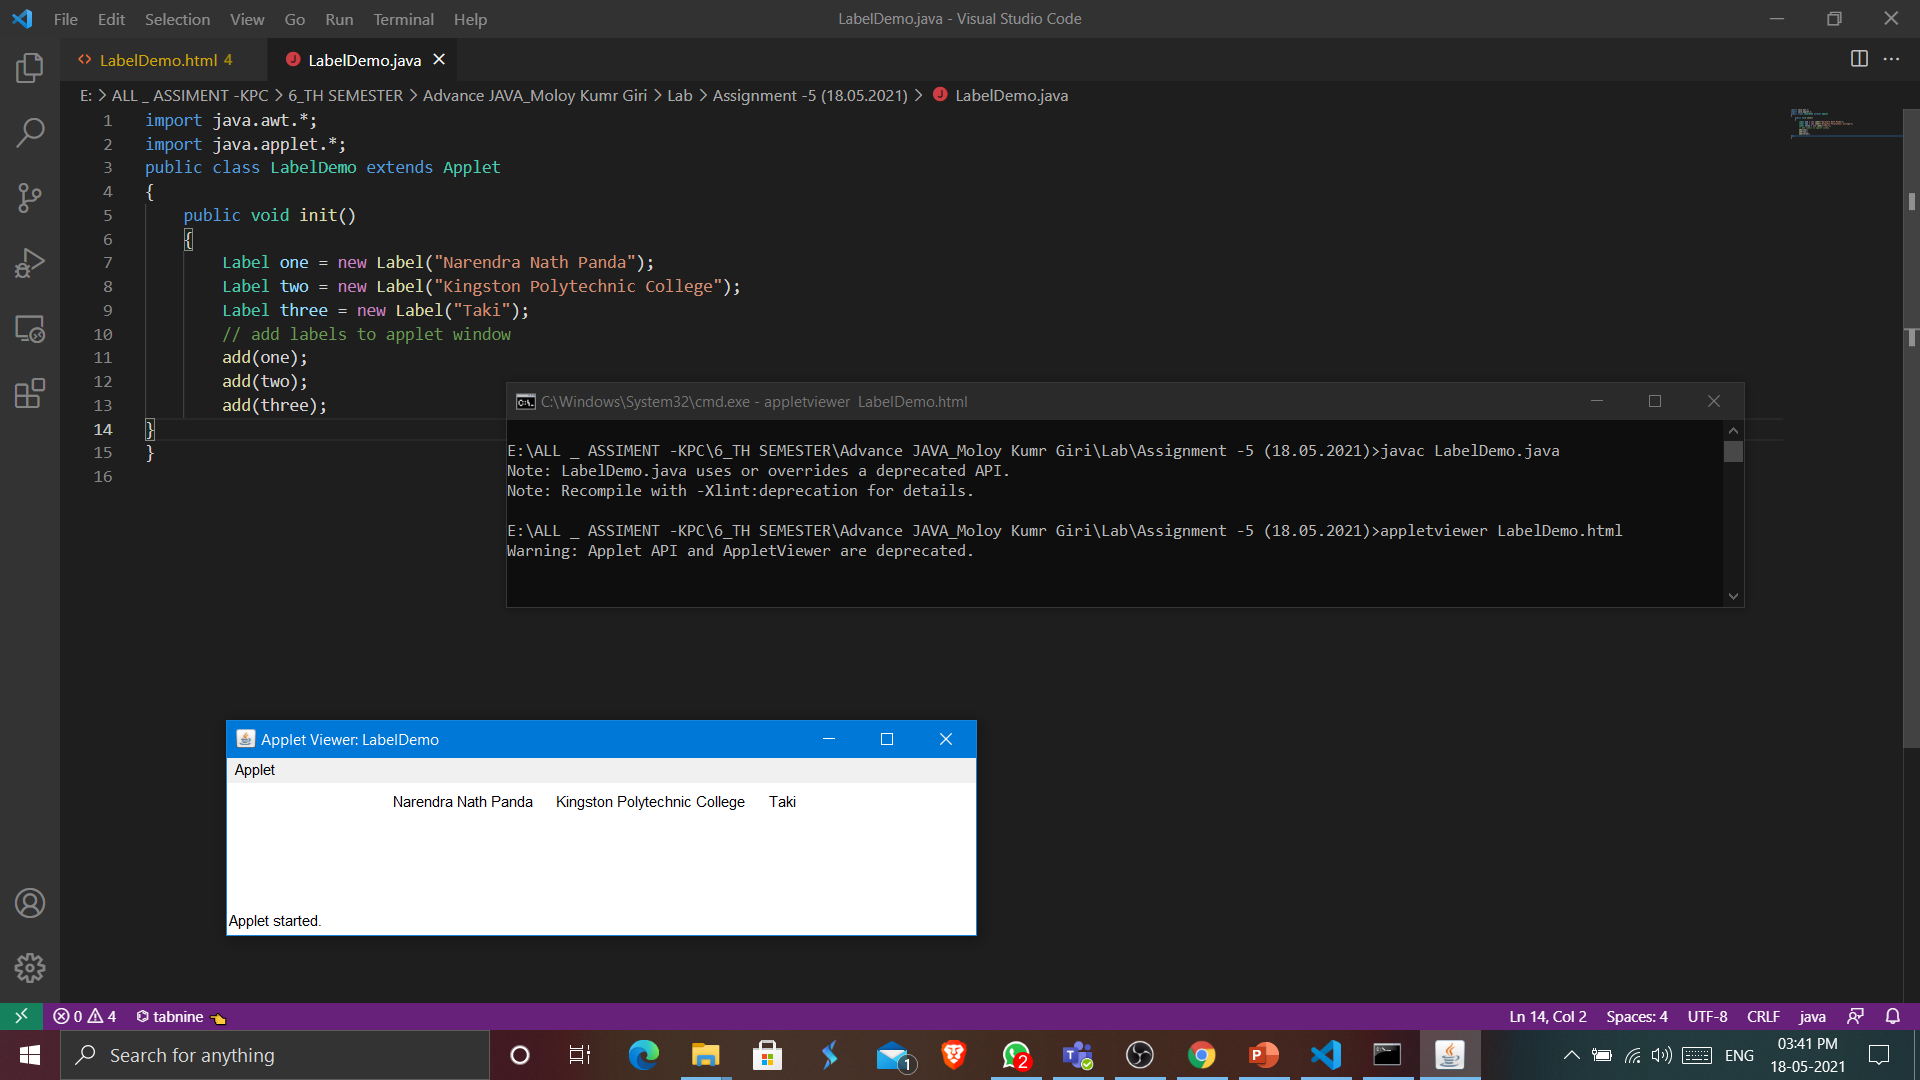 File Edit Selection View Go Run Terminal Help
LabelDemo.java - Visual Studio Code
LabelDemo.html 4
LabelDemo.java
E: > ALL _ ASSIMENT -KPC > 6_TH SEMESTER > Advance JAVA_Moloy Kumr Giri > Lab > Assignment -5 (18.05.2021) > LabelDemo.java
1 import java.awt.*;
2 import java.applet.*;
3 public class LabelDemo extends Applet
4 {
5 public void init()
6 {
7 Label one = new Label("Narendra Nath Panda");
8 Label two = new Label("Kingston Polytechnic College");
9 Label three = new Label("Taki");
10 // add labels to applet window
11 add(one);
12 add(two);
13 add(three);
14 }
15 }
16
C:\Windows\System32\cmd.exe - appletviewer LabelDemo.html
E:\ALL _ ASSIMENT -KPC\6_TH SEMESTER\Advance JAVA_Moloy Kumr Giri\Lab\Assignment -5 (18.05.2021)>javac LabelDemo.java
Note: LabelDemo.java uses or overrides a deprecated API.
Note: Recompile with -Xlint:deprecation for details.
E:\ALL _ ASSIMENT -KPC\6_TH SEMESTER\Advance JAVA_Moloy Kumr Giri\Lab\Assignment -5 (18.05.2021)>appletviewer LabelDemo.html
Warning: Applet API and AppletViewer are deprecated.
Applet Viewer: LabelDemo
Applet
Narendra Nath Panda Kingston Polytechnic College Taki
Applet started.
0 4 tabnine
Ln 14, Col 2 Spaces: 4 UTF-8 CRLF java
Search for anything
1
2
ENG
03:41 PM
18-05-2021